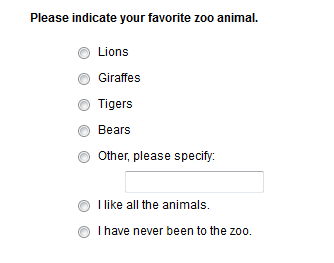 Please indicate your favorite zoo animal.
Lions
Giraffes
Tigers
Bears
Other, please specify:
I like all the animals.
I have never been to the zoo.